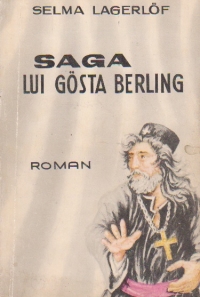 SELMA LAGERLÖF
SAGA
LUI GÖSTA BERLING
ROMAN